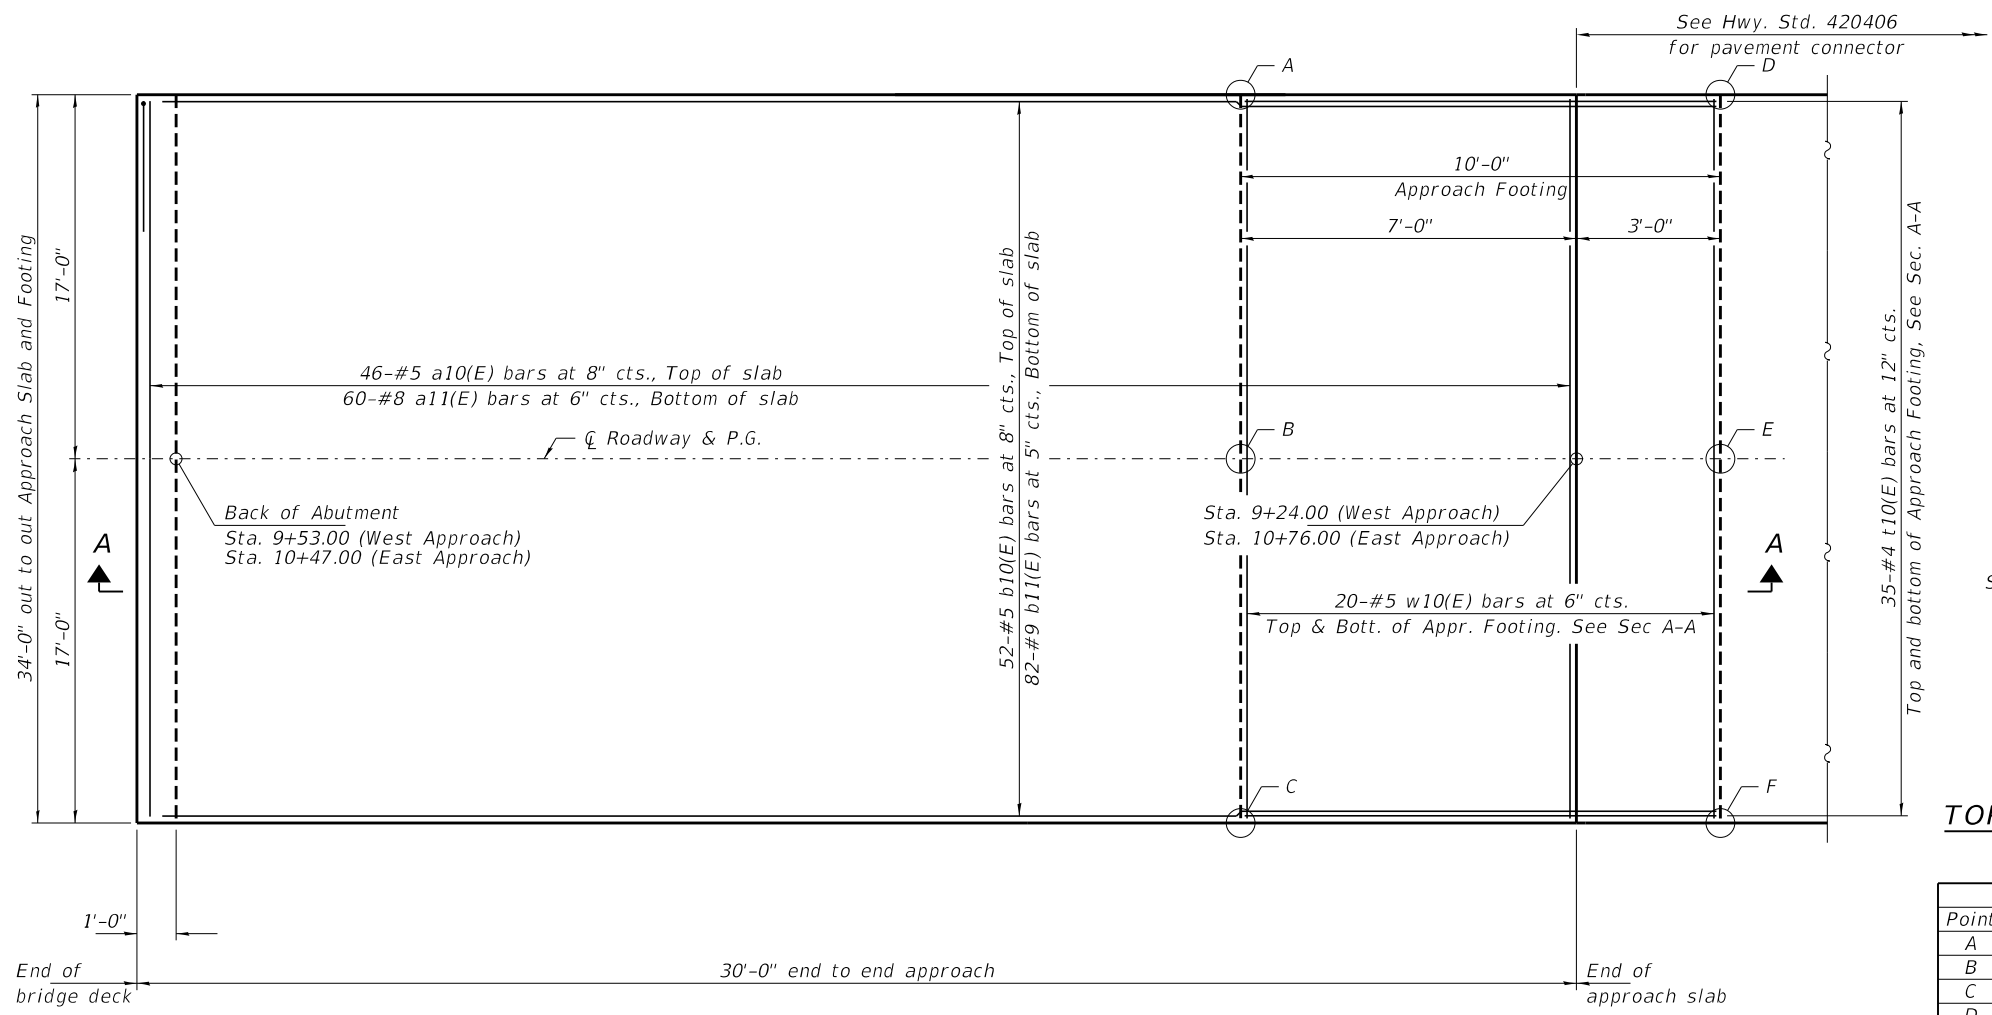 See Hwy. Std. 420406
for pavement connector
A
D
10'-0"
Approach Footing
7'-0"
3'-0"
34'-0" out to out Approach Slab and Footing
17'-0"
17'-0"
46-#5 a10(E) bars at 8" cts., Top of slab
60-#8 a11(E) bars at 6" cts., Bottom of slab
52-#5 b10(E) bars at 8" cts., Top of slab
82-#9 b11(E) bars at 5" cts., Bottom of slab
35-#4 t10(E) bars at 12" cts.
Top and bottom of Approach Footing, See Sec. A-A
℄ Roadway & P.G.
B
E
Back of Abutment
Sta. 9+53.00 (West Approach)
Sta. 10+47.00 (East Approach)
Sta. 9+24.00 (West Approach)
Sta. 10+76.00 (East Approach)
A
A
20-#5 w10(E) bars at 6" cts.
Top & Bott. of Appr. Footing. See Sec A-A
C
F
1'-0"
End of
bridge deck
30'-0" end to end approach
End of
approach slab
Point
A
B
C